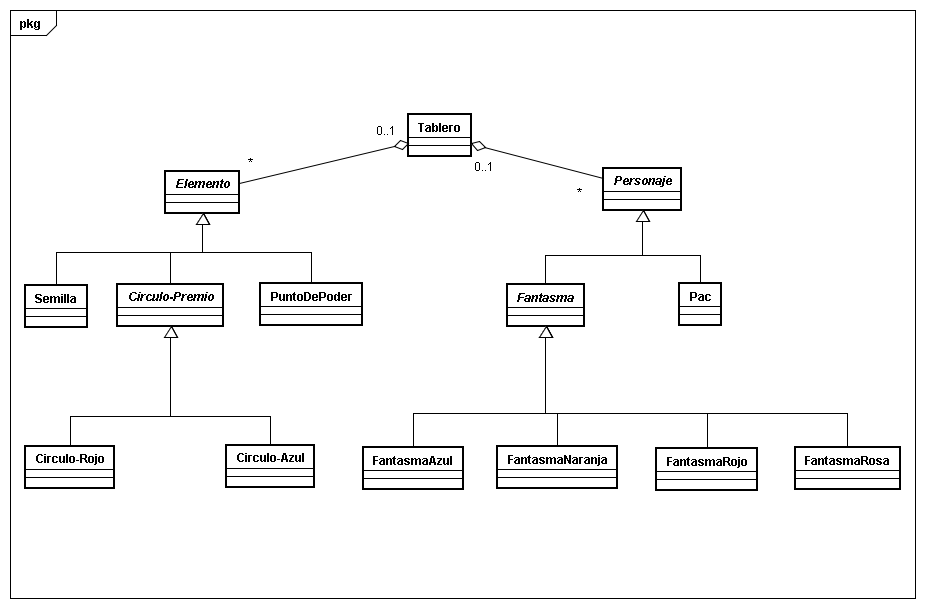 pkg
Tablero
0..1
0..1
*
*
Elemento
Personaje
Semilla
Circulo-Premio
PuntoDePoder
Fantasma
Pac
Circulo-Rojo
Circulo-Azul
FantasmaAzul
FantasmaNaranja
FantasmaRojo
FantasmaRosa